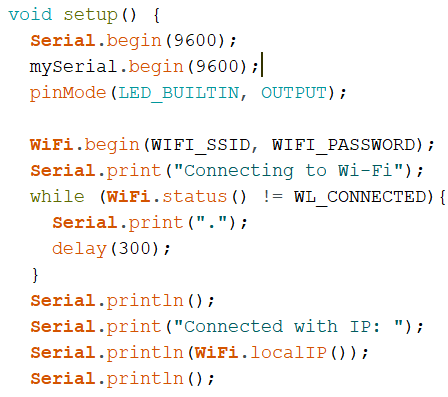 void setup() {
  Serial.begin(9600);
  mySerial.begin(9600);
  pinMode(LED_BUILTIN, OUTPUT);

  WiFi.begin(WIFI_SSID, WIFI_PASSWORD);
  Serial.print("Connecting to Wi-Fi");
  while (WiFi.status() != WL_CONNECTED){
    Serial.print(".");
    delay(300);
  }
  Serial.println();
  Serial.print("Connected with IP: ");
  Serial.println(WiFi.localIP());
  Serial.println();